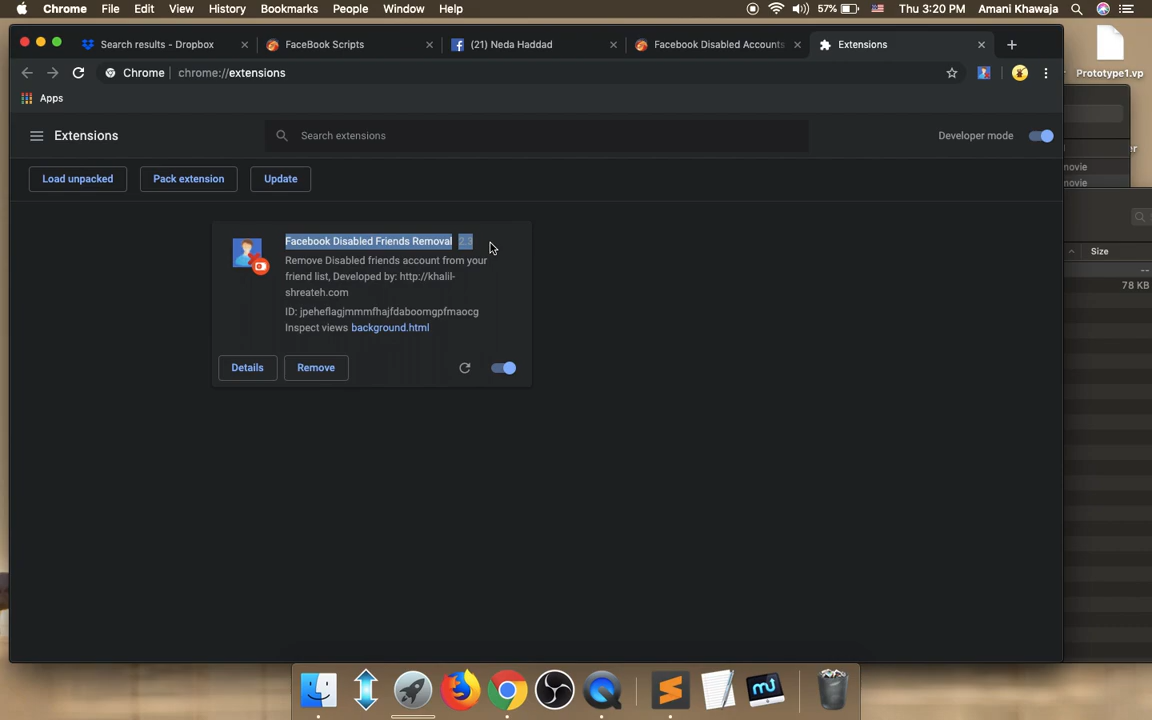 Chrome File Edit View History Bookmarks People Window Help 57% Thu 3:20 PM Amani Khawaja
Search results - Dropbox FaceBook Scripts (21) Neda Haddad Facebook Disabled Accounts Extensions
Chrome chrome://extensions
Apps
Prototype1.vp
Extensions Search extensions Developer mode
Load unpacked Pack extension Update
movie
movie
Size
--
78 KB
Facebook Disabled Friends Removal
Remove Disabled friends account from your
friend list, Developed by: http://khalil-
shreateh.com
ID: jpeheflagjmmmfhajfdaboomgpfmaocg
Inspect views background.html
Details Remove